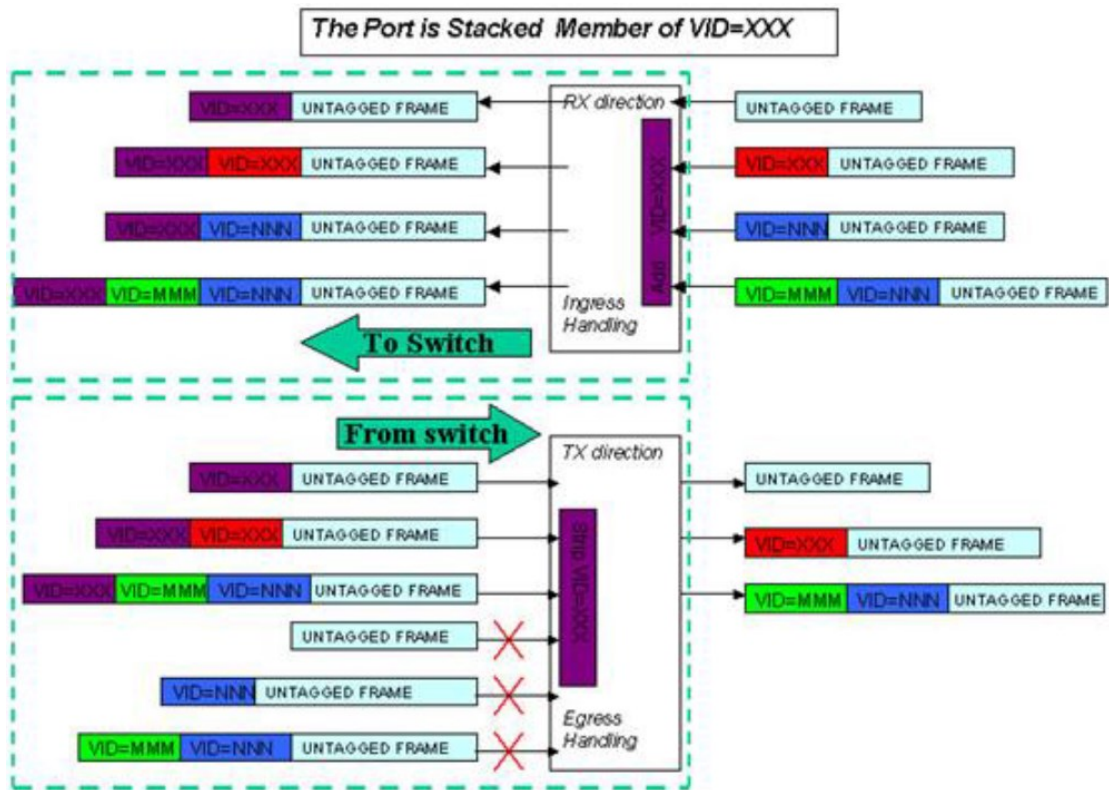 The Port is Stacked Member of VID=XXX
VID=XXX UNTAGGED FRAME
RX direction
UNTAGGED FRAME
VID=XXX VID=XXX UNTAGGED FRAME
VID=XXX UNTAGGED FRAME
Add VID=XXX
VID=XXX VID=NNN UNTAGGED FRAME
VID=NNN UNTAGGED FRAME
VID=XXX VID=MMM VID=NNN UNTAGGED FRAME
Ingress
Handling
VID=MMM VID=NNN UNTAGGED FRAME
To Switch
From switch
TX direction
VID=XXX UNTAGGED FRAME
UNTAGGED FRAME
VID=XXX VID=XXX UNTAGGED FRAME
Strip VID=XXX
VID=XXX UNTAGGED FRAME
VID=XXX VID=MMM VID=NNN UNTAGGED FRAME
VID=MMM VID=NNN UNTAGGED FRAME
UNTAGGED FRAME
VID=NNN UNTAGGED FRAME
Egress
Handling
VID=MMM VID=NNN UNTAGGED FRAME